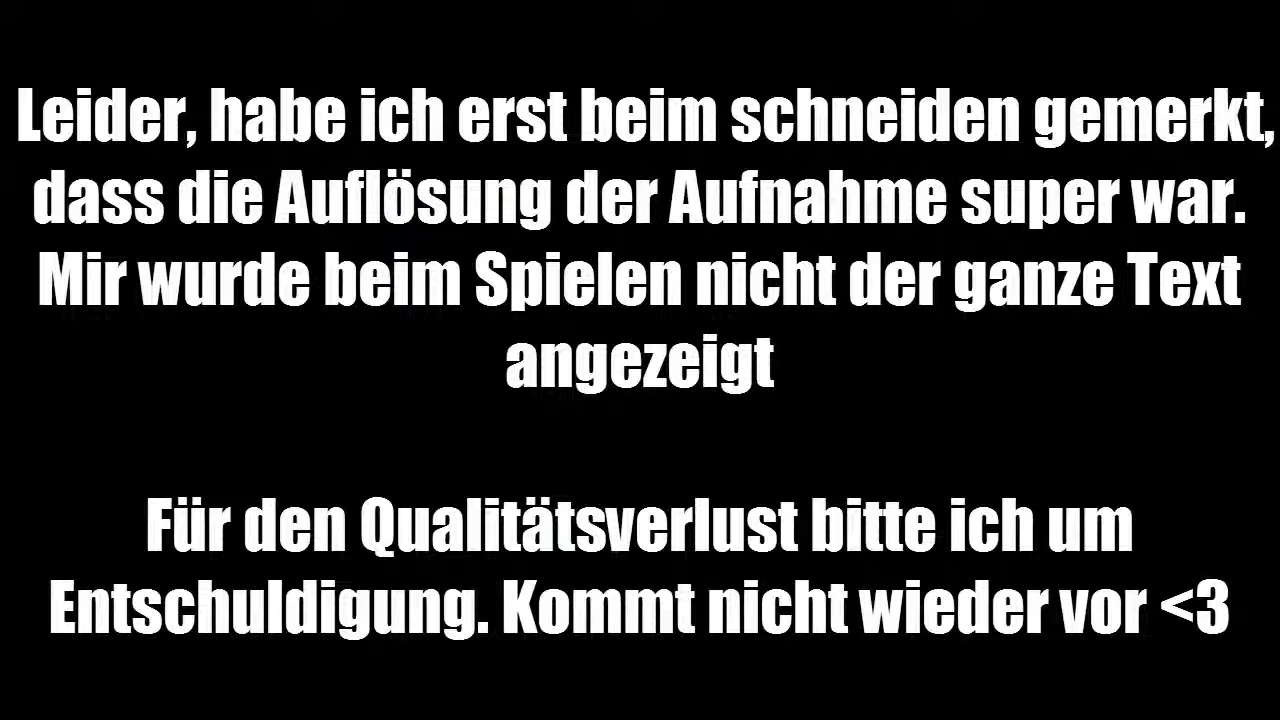 Leider, habe ich erst beim schneiden gemerkt,
dass die Auflösung der Aufnahme super war.
Mir wurde beim Spielen nicht der ganze Text
angezeigt
Für den Qualitätsverlust bitte ich um
Entschuldigung. Kommt nicht wieder vor <3